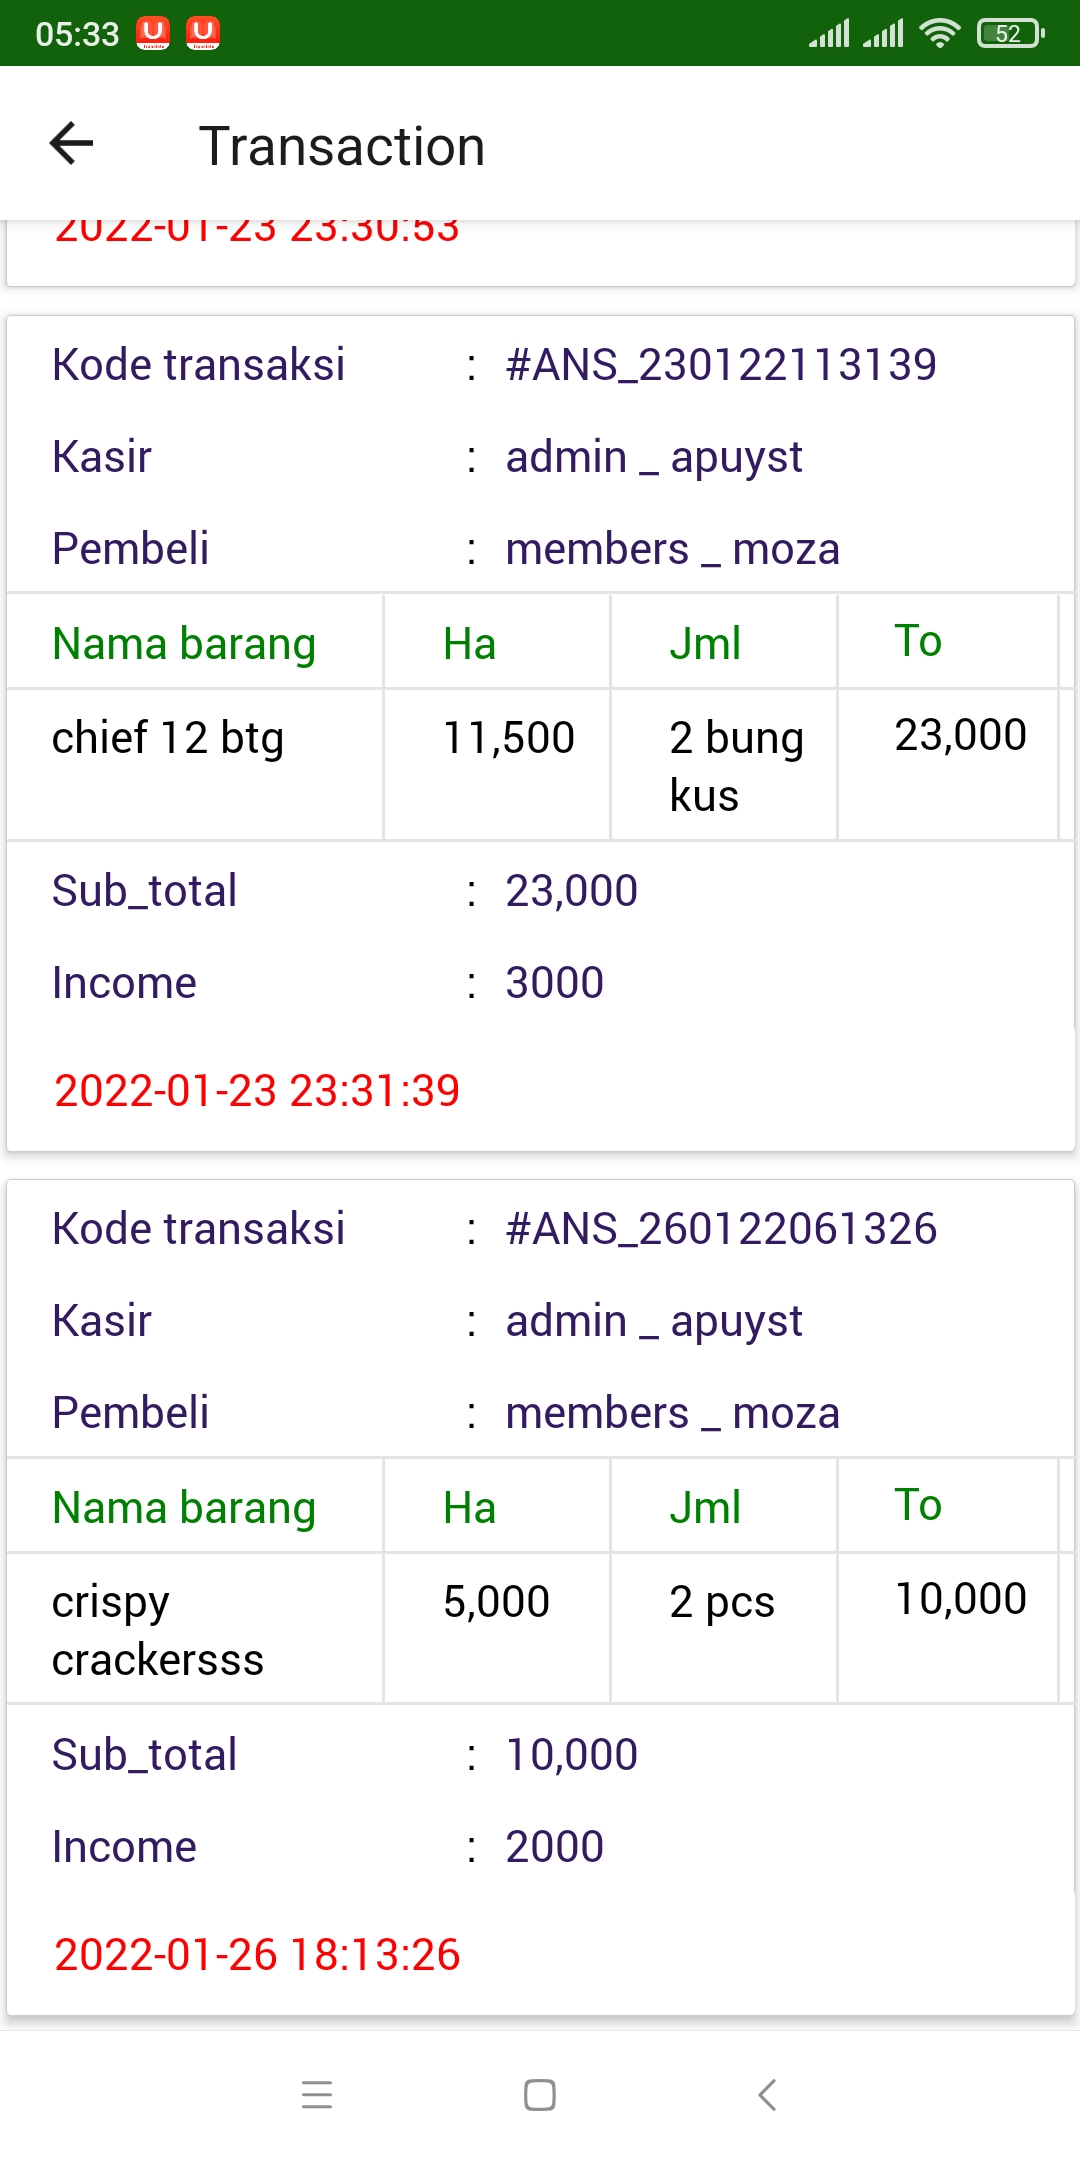 05:33
52
Transaction
2022-01-23 23:30:53
Kode transaksi : #ANS_230122113139
Kasir : admin _ apuyst
Pembeli : members _ moza
Nama barang Ha Jml To
chief 12 btg 11,500 2 bung 23,000
kus
Sub_total : 23,000
Income : 3000
2022-01-23 23:31:39
Kode transaksi : #ANS_260122061326
Kasir : admin _ apuyst
Pembeli : members _ moza
Nama barang Ha Jml To
crispy 5,000 2 pcs 10,000
crackersss
Sub_total : 10,000
Income : 2000
2022-01-26 18:13:26